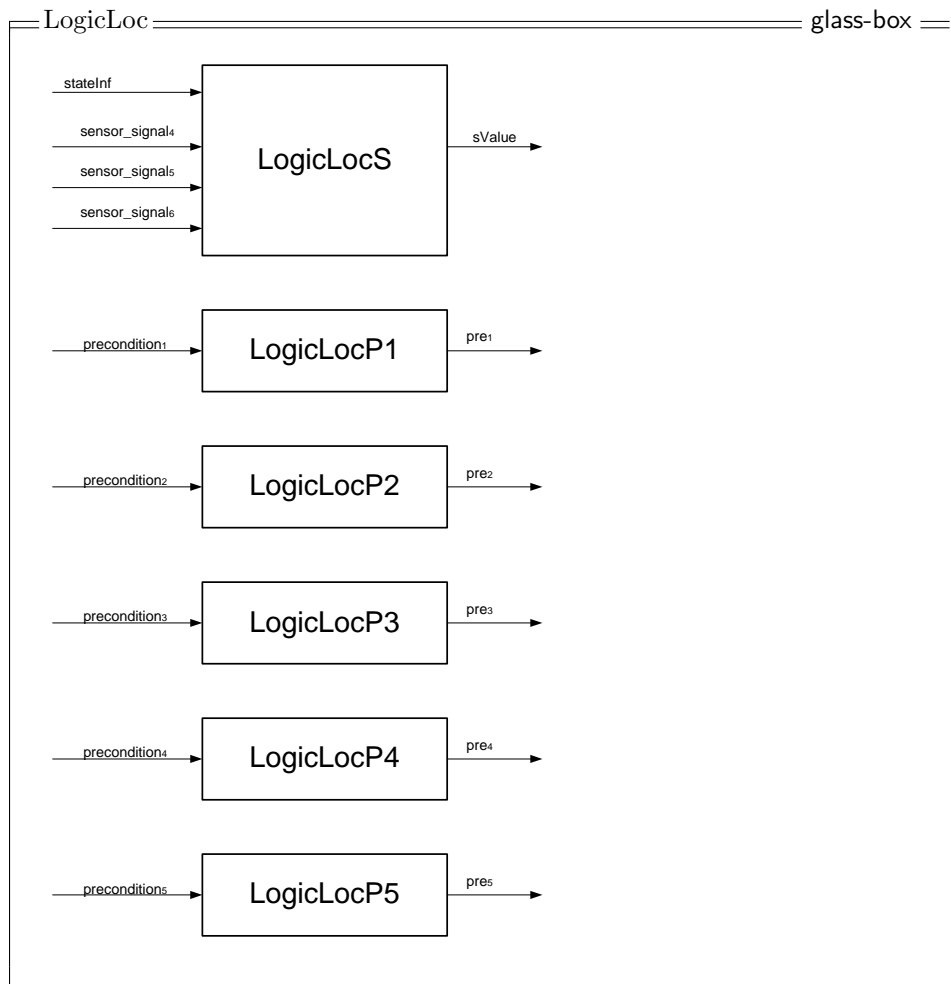 LogicLoc glass-box
stateInf
sensor_signal₄
sValue
LogicLocS
sensor_signal₅
sensor_signal₆
precondition₁ LogicLocP1 pre₁
precondition₂ LogicLocP2 pre₂
precondition₃ LogicLocP3 pre₃
precondition₄ LogicLocP4 pre₄
precondition₅ LogicLocP5 pre₅